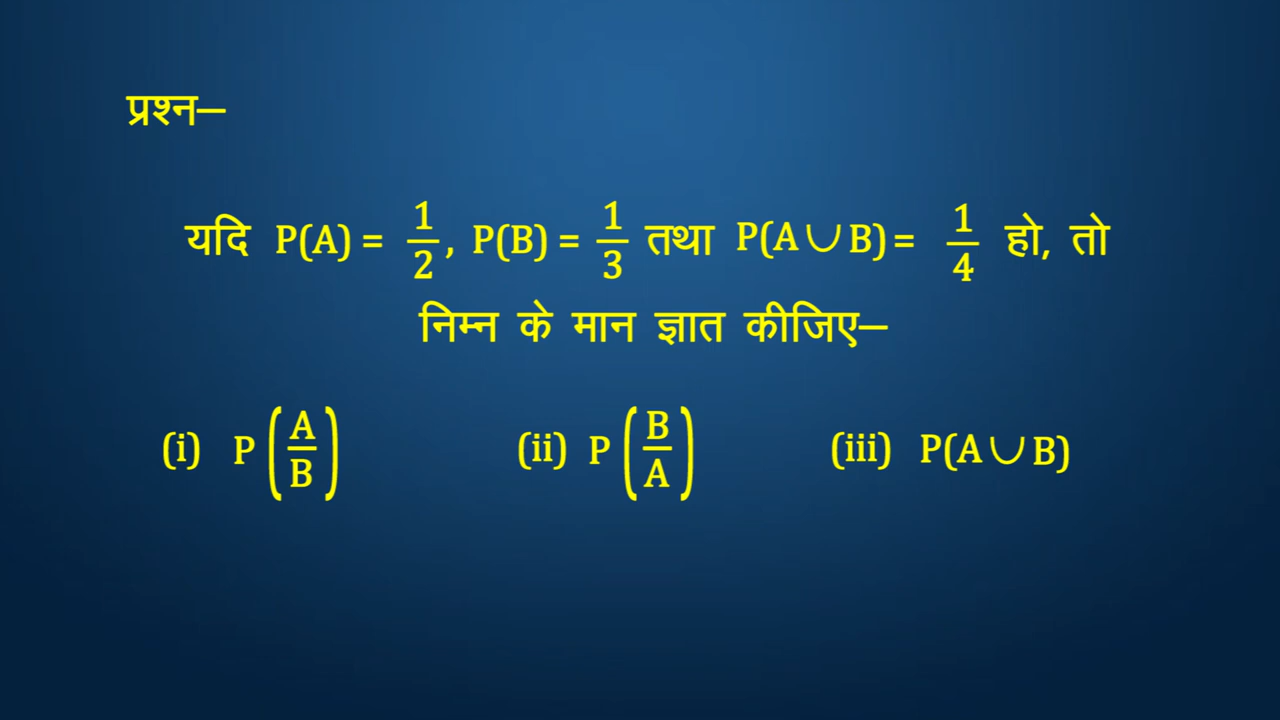 प्रश्न–
यदि P(A) = 1/2, P(B) = 1/3 तथा P(A ∪ B) = 1/4 हो, तो
निम्न के मान ज्ञात कीजिए–
(i) P(A/B) (ii) P(B/A) (iii) P(A ∪ B)